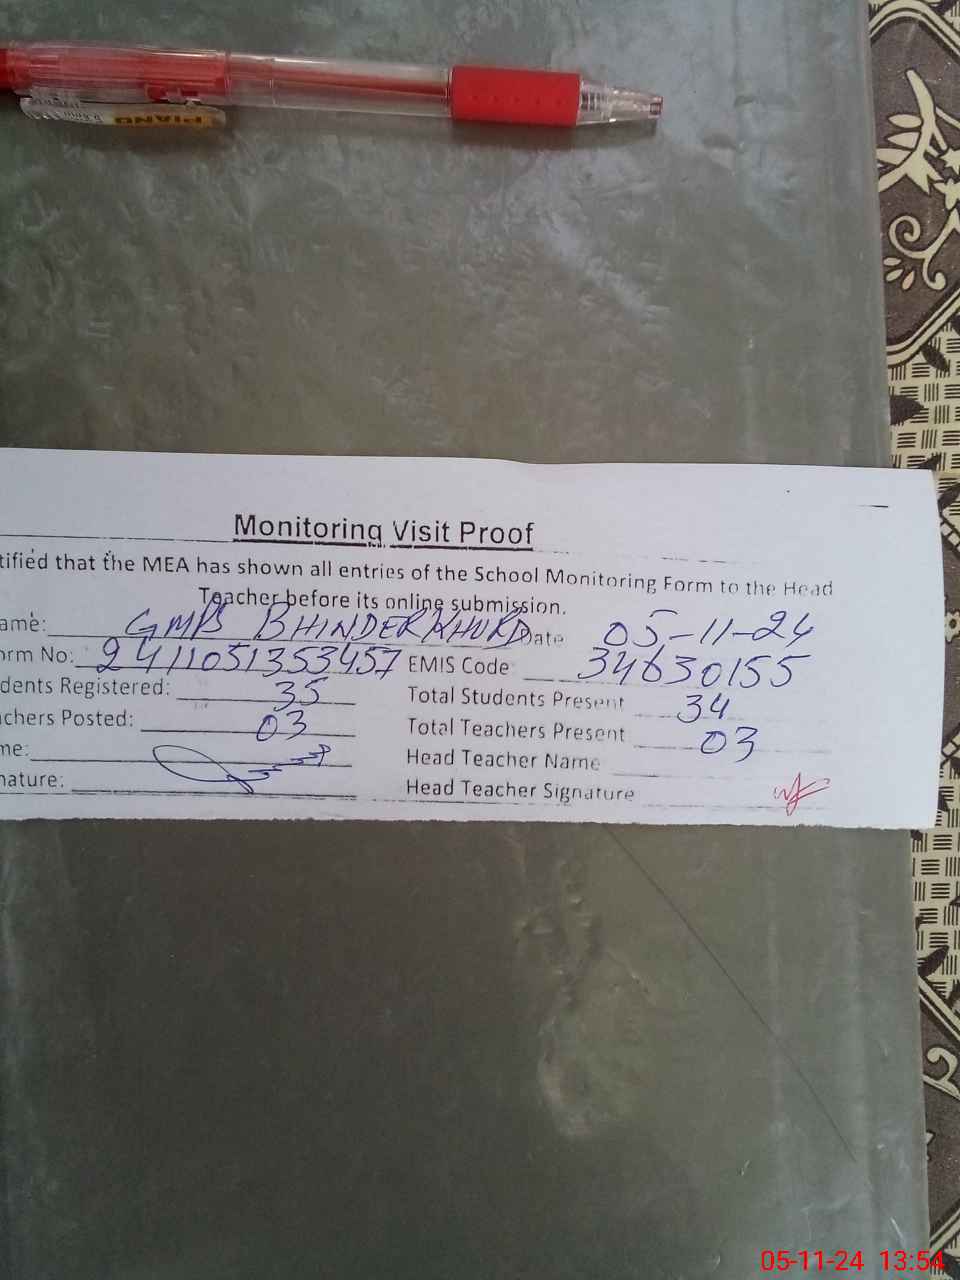 PIANO
Monitoring Visit Proof
tified that the MEA has shown all entries of the School Monitoring Form to the Head
Teacher before its online submission.
ame: GMPS BHINDER KHURD Date 05-11-24
orm No: 2411051353457 EMIS Code: 34630155
dents Registered: 35 Total Students Present 34
chers Posted: 03 Total Teachers Present 03
me: Head Teacher Name
nature: Head Teacher Signature
05-11-24 13:54